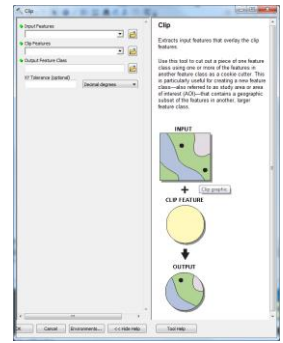 Clip
Input Features
Clip Features
Output Feature Class
XY Tolerance (optional)
Decimal degrees
OK
Cancel
Environments...
<< Hide Help
Clip
Extracts input features that overlay the clip
features.
Use this tool to cut out a piece of one feature
class using one or more of the features in
another feature class as a cookie cutter. This
is particularly useful for creating a new feature
class—also referred to as study area or area
of interest (AOI)—that contains a geographic
subset of the features in another, larger
feature class.
INPUT
+
Clip graphic.
CLIP FEATURE
OUTPUT
Tool Help